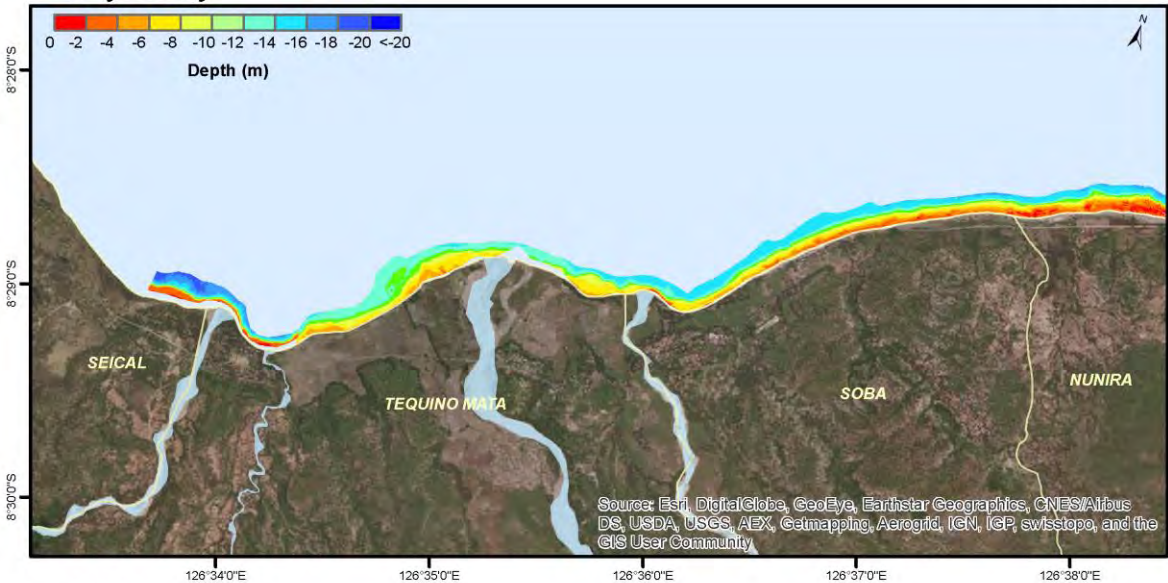 0 -2 -4 -6 -8 -10 -12 -14 -16 -18 -20 <-20
Depth (m)
N
8°28'0"S
8°29'0"S
8°30'0"S
SEICAL
TEQUINO MATA
SOBA
NUNIRA
Source: Esri, DigitalGlobe, GeoEye, Earthstar Geographics, CNES/Airbus
DS, USDA, USGS, AEX, Getmapping, Aerogrid, IGN, IGP, swisstopo, and the
GIS User Community
126°34'0"E 126°35'0"E 126°36'0"E 126°37'0"E 126°38'0"E